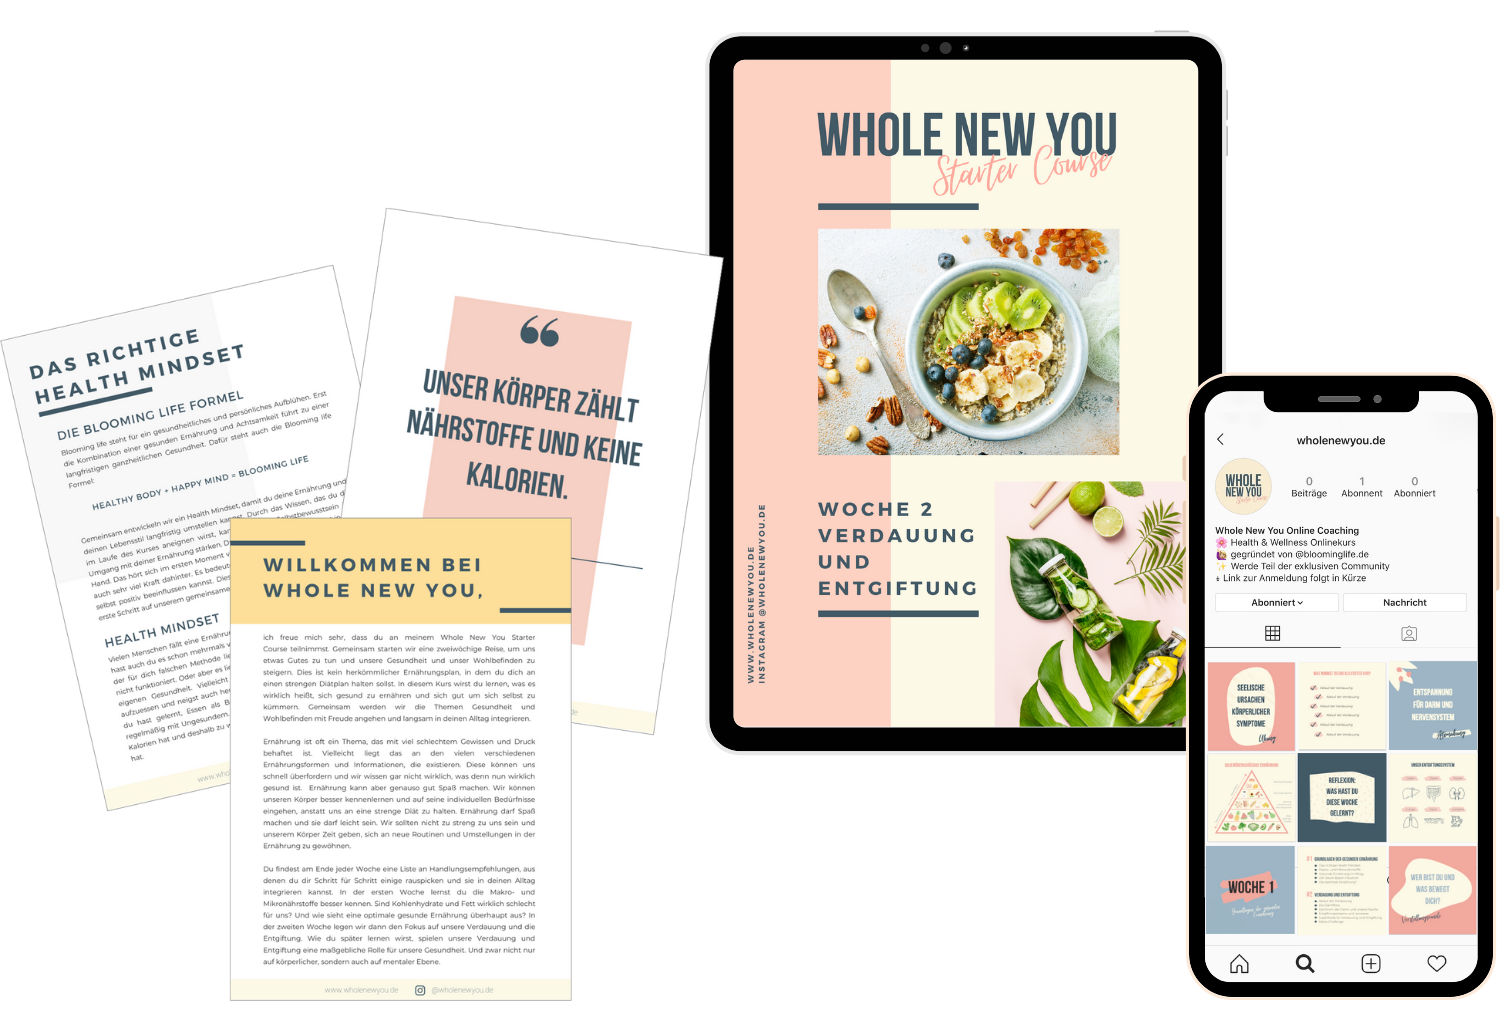 DAS RICHTIGE
HEALTH MINDSET
DIE BLOOMING LIFE FORMEL
Blooming life steht für ein gesundheitliches und persönliches Aufblühen. Erst
die Kombination einer gesunden Ernährung und Achtsamkeit führt zu einer
langfristigen ganzheitlichen Gesundheit. Dafür steht auch die Blooming life
Formel:
HEALTHY BODY + HAPPY MIND = BLOOMING LIFE
Gemeinsam entwickeln wir ein Health Mindset, damit du deine Ernährung und
deinen Lebensstil langfristig umstellen kannst. Durch das Wissen, das du
im Laufe des Kurses aneignen wirst,
Umgang mit deiner Ernährung stärken.
Hand. Das hört sich im ersten Moment
auch sehr viel Kraft dahinter. Es
selbst positiv beeinflussen kannst.
erste Schritt auf unserem
HEALTH MINDSET
Vielen Menschen fällt eine
hast auch du es schon mehrmals
der für dich falschen Methode
nicht funktioniert. Oder aber es
eigenen Gesundheit. Vielleicht
aufzuessen und neigst auch
du hast gelernt, Essen als
regelmäßig mit Ungesundem.
Kalorien hat und deshalb zu
hat.
“
UNSER KÖRPER ZÄHLT
NÄHRSTOFFE UND KEINE
KALORIEN.
WILLKOMMEN BEI
WHOLE NEW YOU,
ich freue mich sehr, dass du an meinem Whole New You Starter
Course teilnimmst. Gemeinsam starten wir eine zweiwöchige Reise, um uns
etwas Gutes zu tun und unsere Gesundheit und unser Wohlbefinden zu
steigern. Dies ist kein herkömmlicher Ernährungsplan, in dem du dich an
einen strengen Diätplan halten sollst. In diesem Kurs wirst du lernen, was es
wirklich heißt, sich gesund zu ernähren und sich gut um sich selbst zu
kümmern. Gemeinsam werden wir die Themen Gesundheit und
Wohlbefinden mit Freude angehen und langsam in deinen Alltag integrieren.
Ernährung ist oft ein Thema, das mit viel schlechtem Gewissen und Druck
behaftet ist. Vielleicht liegt das an den vielen verschiedenen
Ernährungsformen und Informationen, die existieren. Diese können uns
schnell überfordern und wir wissen gar nicht wirklich, was denn nun wirklich
gesund ist. Ernährung kann aber genauso gut Spaß machen. Wir können
unseren Körper besser kennenlernen und auf seine individuellen Bedürfnisse
eingehen, anstatt uns an eine strenge Diät zu halten. Ernährung darf Spaß
machen und sie darf leicht sein. Wir sollten nicht zu streng zu uns sein und
unserem Körper Zeit geben, sich an neue Routinen und Umstellungen in der
Ernährung zu gewöhnen.
Du findest am Ende jeder Woche eine Liste an Handlungsempfehlungen, aus
denen du dir Schritt für Schritt einige rauspicken und sie in deinen Alltag
integrieren kannst. In der ersten Woche lernst du die Makro- und
Mikronährstoffe besser kennen. Sind Kohlenhydrate und Fett wirklich schlecht
für uns? Und wie sieht eine optimale gesunde Ernährung überhaupt aus? In
der zweiten Woche legen wir dann den Fokus auf unsere Verdauung und die
Entgiftung. Wie du später lernen wirst, spielen unsere Verdauung und
Entgiftung eine maßgebliche Rolle für unsere Gesundheit. Und zwar nicht nur
auf körperlicher, sondern auch auf mentaler Ebene.
www.wholenewyou.de @wholenewyou.de
WHOLE NEW YOU
Starter Course
WOCHE 2
VERDAUUNG
UND
ENTGIFTUNG
WWW.WHOLENEWYOU.DE
INSTAGRAM @WHOLENEWYOU.DE
wholenewyou.de
WHOLE
NEW YOU
0 1 0
Beiträge Abonnent Abonniert
Whole New You Online Coaching
Health & Wellness Onlinekurs
gegründet von @bloominglife.de
Werde Teil der exklusiven Community
Link zur Anmeldung folgt in Kürze
Abonniert Nachricht
SEELISCHE
URSACHEN
KÖRPERLICHER
SYMPTOME
Übung
ENTSPANNUNG
FÜR DARM UND
NERVENSYSTEM
REFLEXION:
WAS HAST DU
DIESE WOCHE
GELERNT?
UNSER ENTGIFTUNGSSYSTEM
WOCHE 1
Grundlagen der gesunden
Ernährung
#1 GRUNDLAGEN DER GESUNDEN ERNÄHRUNG
#2 VERDAUUNG UND ENTGIFTUNG
WER BIST DU UND
WAS BEWEGT
DICH?
Vorstellungsrunde